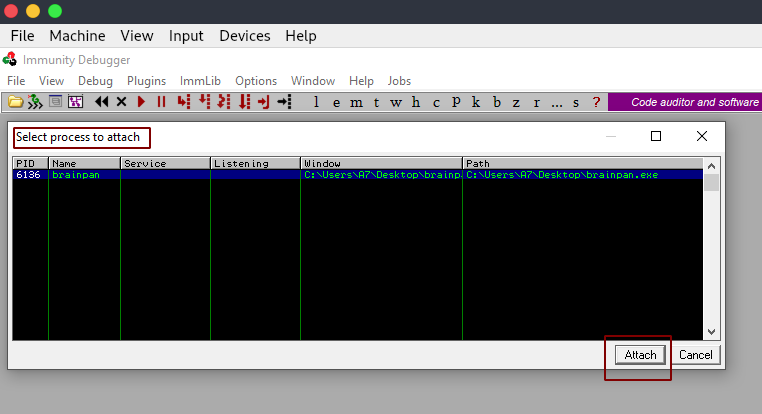 File Machine View Input Devices Help
Immunity Debugger
File View Debug Plugins ImmLib Options Window Help Jobs
l e m t w h c p k b z r ... s ? Code auditor and software
Select process to attach
PID Name Service Listening Window Path
6136 brainpan C:\Users\A7\Desktop\brainpa C:\Users\A7\Desktop\brainpan.exe
Attach Cancel